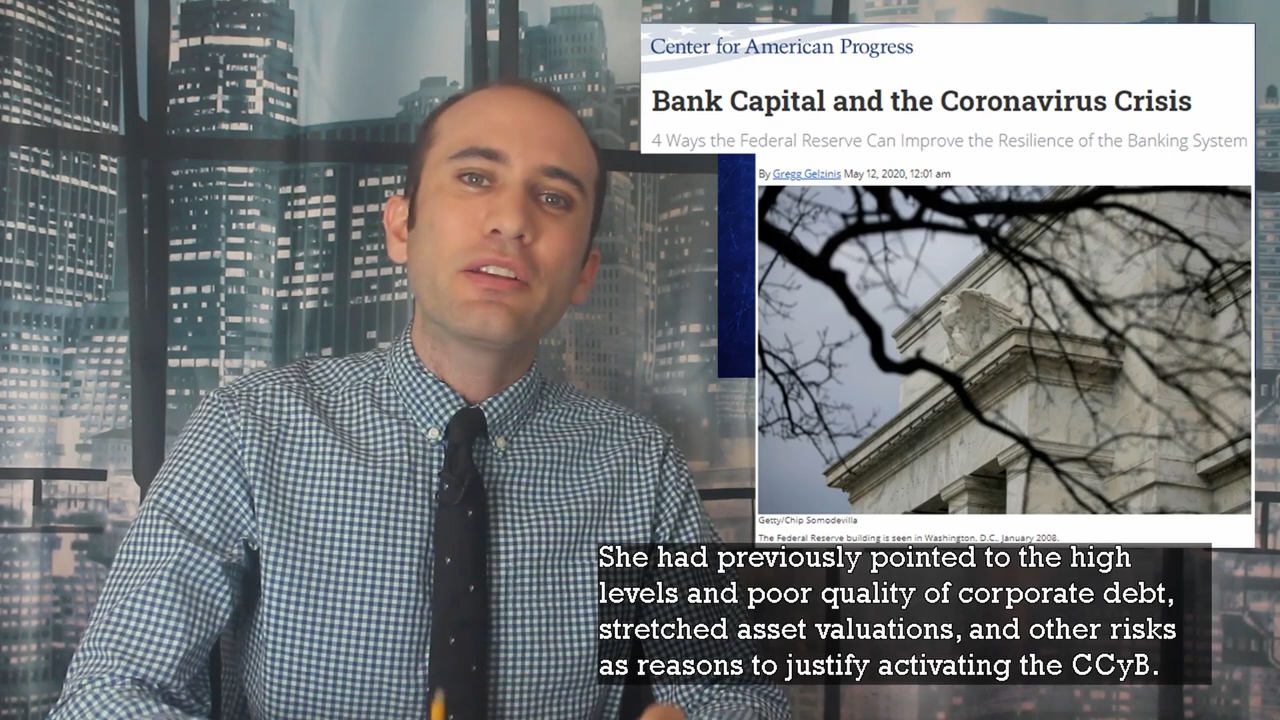 Center for American Progress
Bank Capital and the Coronavirus Crisis
4 Ways the Federal Reserve Can Improve the Resilience of the Banking System
By Gregg Gelzinis May 12, 2020, 12:01 am
Getty/Chip Somodevilla
The Federal Reserve building is seen in Washington, D.C., January 2008.
She had previously pointed to the high
levels and poor quality of corporate debt,
stretched asset valuations, and other risks
as reasons to justify activating the CCyB.